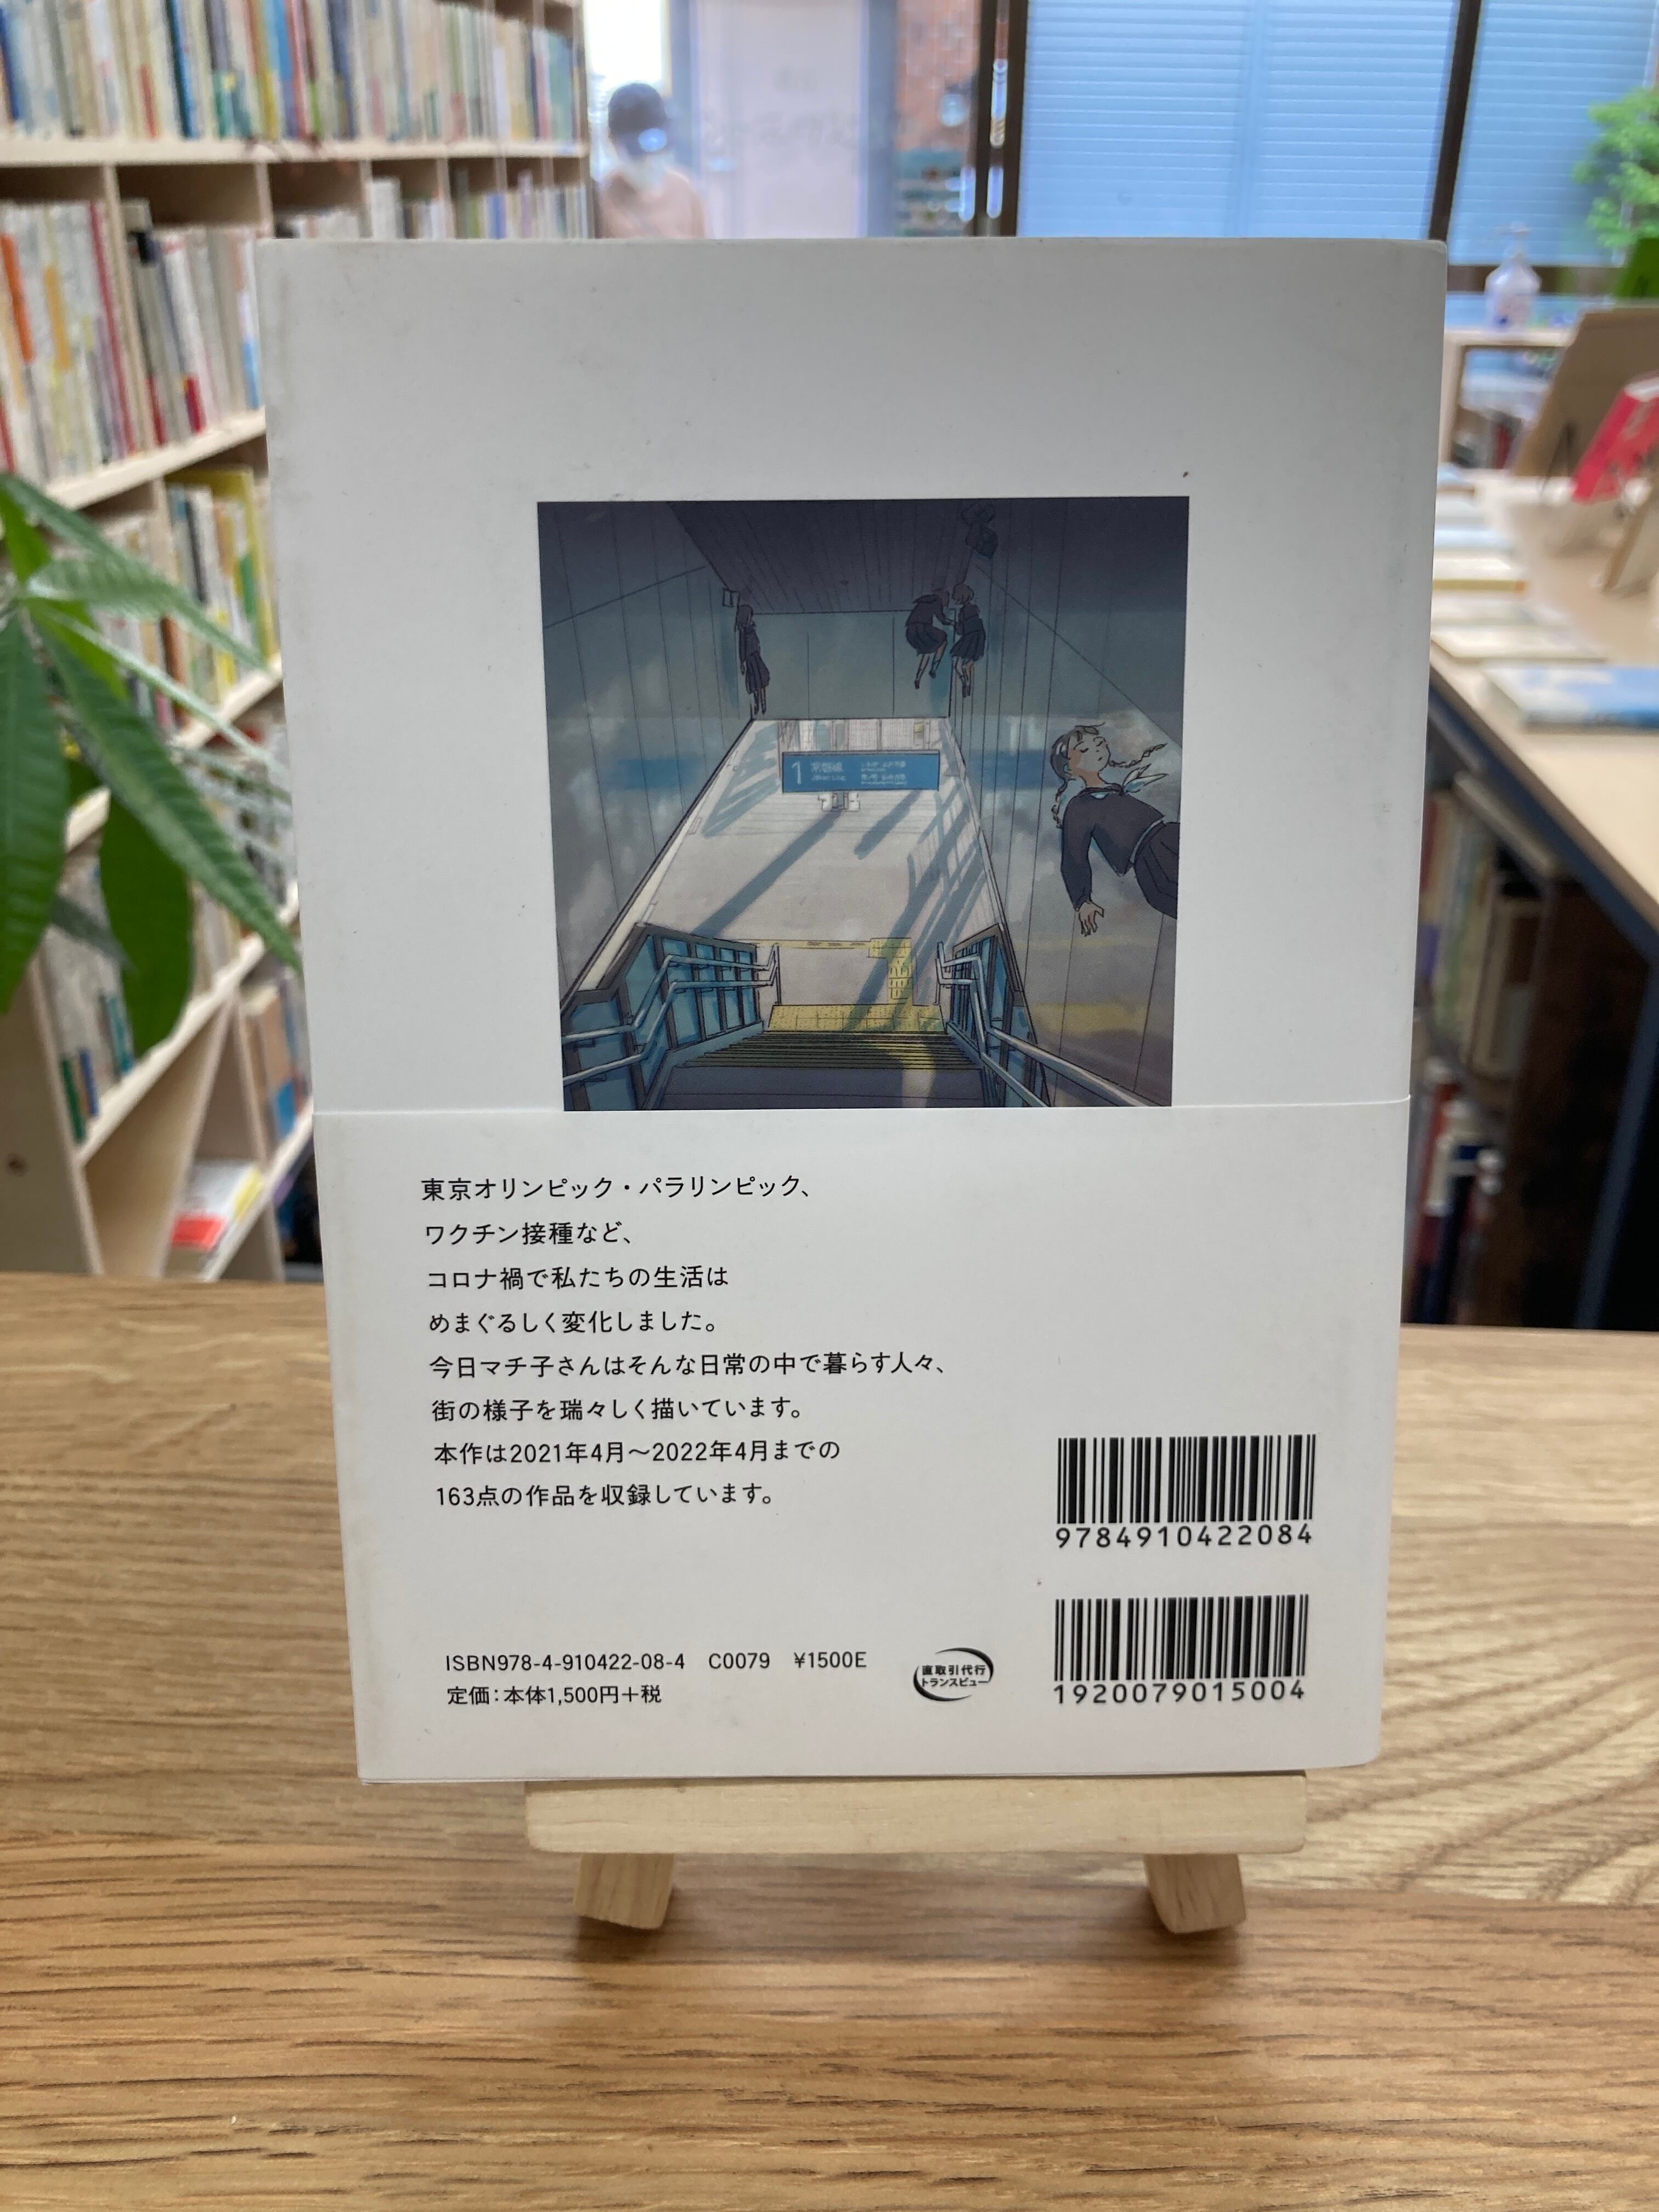 1 常磐線
東京オリンピック・パラリンピック、
ワクチン接種など、
コロナ禍で私たちの生活は
めまぐるしく変化しました。
今日マチ子さんはそんな日常の中で暮らす人々、
街の様子を瑞々しく描いています。
本作は2021年4月〜2022年4月までの
163点の作品を収録しています。
9784910422084
ISBN978-4-910422-08-4 C0079 ¥1500E
定価：本体1,500円＋税
直取引代行
トランスビュー
1920079015004